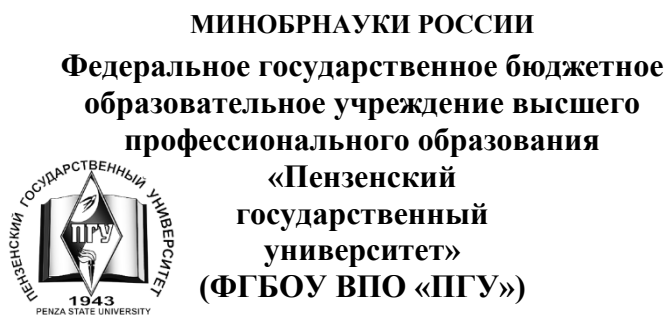 МИНОБРНАУКИ РОССИИ
Федеральное государственное бюджетное
образовательное учреждение высшего
профессионального образования
«Пензенский
государственный
университет»
(ФГБОУ ВПО «ПГУ»)
ПЕНЗЕНСКИЙ ГОСУДАРСТВЕННЫЙ УНИВЕРСИТЕТ
ПГУ
1943
PENZA STATE UNIVERSITY